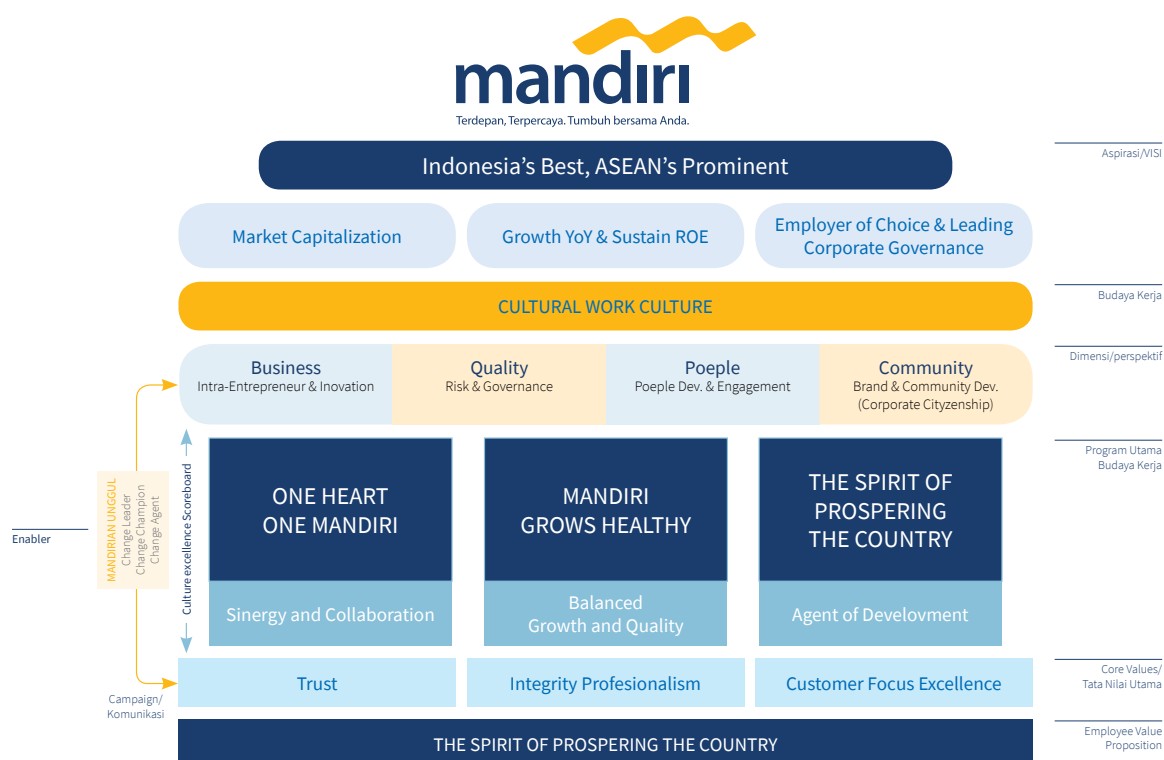 mandiri
Terdepan, Terpercaya. Tumbuh bersama Anda.
Indonesia's Best, ASEAN's Prominent
Aspirasi/VISI
Market Capitalization
Growth YoY & Sustain ROE
Employer of Choice & Leading
Corporate Governance
CULTURAL WORK CULTURE
Budaya Kerja
Business
Intra-Entrepreneur & Inovation
Quality
Risk & Governance
Poeple
Poeple Dev. & Engagement
Community
Brand & Community Dev.
(Corporate Cityzenship)
Dimensi/perspektif
Enabler
MANDIRIAN UNGGUL
Change Leader
Change Champion
Change Agent
Culture excellence Scoreboard
ONE HEART
ONE MANDIRI
Sinergy and Collaboration
MANDIRI
GROWS HEALTHY
Balanced
Growth and Quality
THE SPIRIT OF
PROSPERING
THE COUNTRY
Agent of Develovment
Program Utama
Budaya Kerja
Campaign/
Komunikasi
Trust
Integrity Profesionalism
Customer Focus Excellence
Core Values/
Tata Nilai Utama
THE SPIRIT OF PROSPERING THE COUNTRY
Employee Value
Proposition